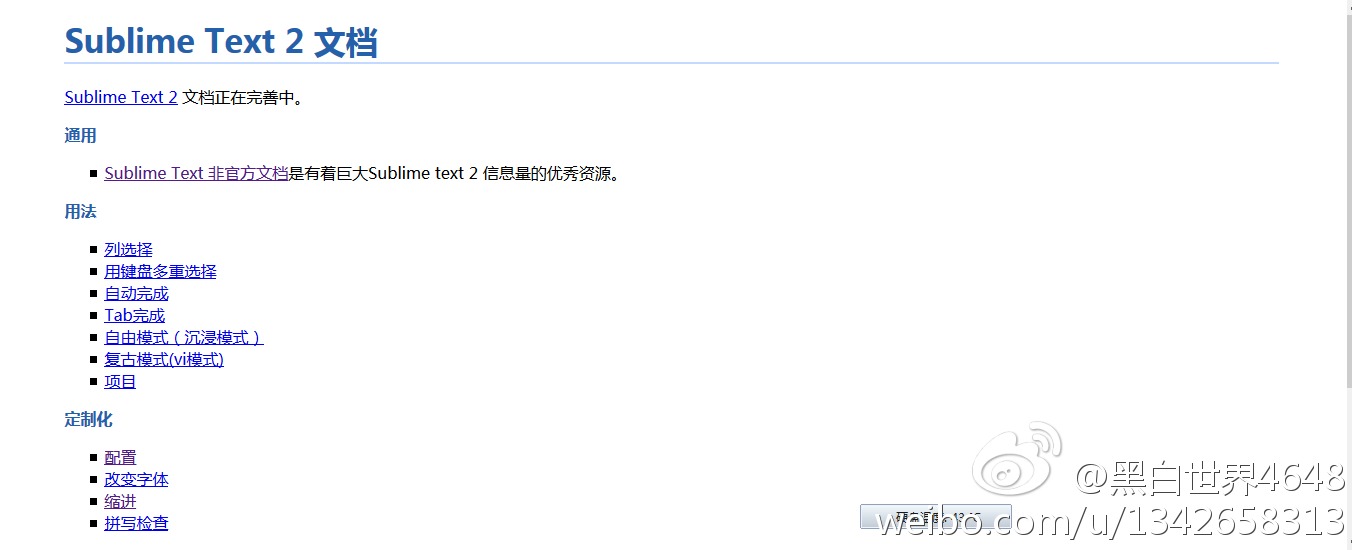 Sublime Text 2 文档
Sublime Text 2 文档正在完善中。
通用
Sublime Text 非官方文档是有着巨大Sublime text 2 信息量的优秀资源。
用法
列选择
用键盘多重选择
自动完成
Tab完成
自由模式（沉浸模式）
复古模式(vi模式)
项目
定制化
配置
改变字体
缩进
拼写检查
@黑白世界4648
weibo.com/u/1342658313